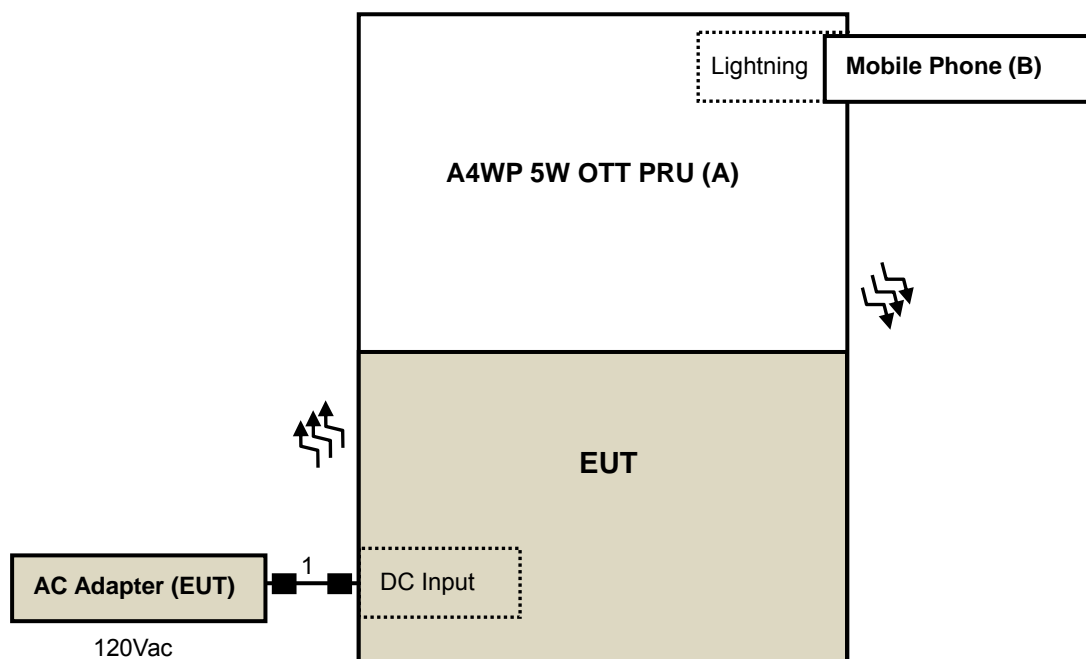 Lightning
Mobile Phone (B)
A4WP 5W OTT PRU (A)
EUT
1
AC Adapter (EUT)
DC Input
120Vac